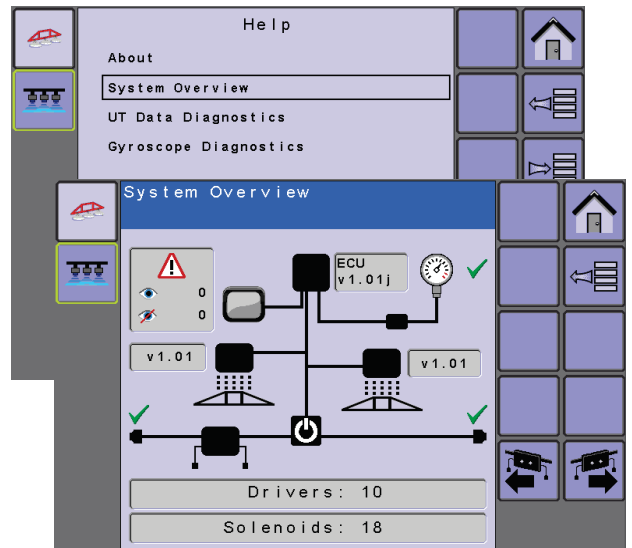 Help
About
System Overview
UT Data Diagnostics
Gyroscope Diagnostics
System Overview
0
0
ECU
v1.01j
v1.01
v1.01
Drivers: 10
Solenoids: 18